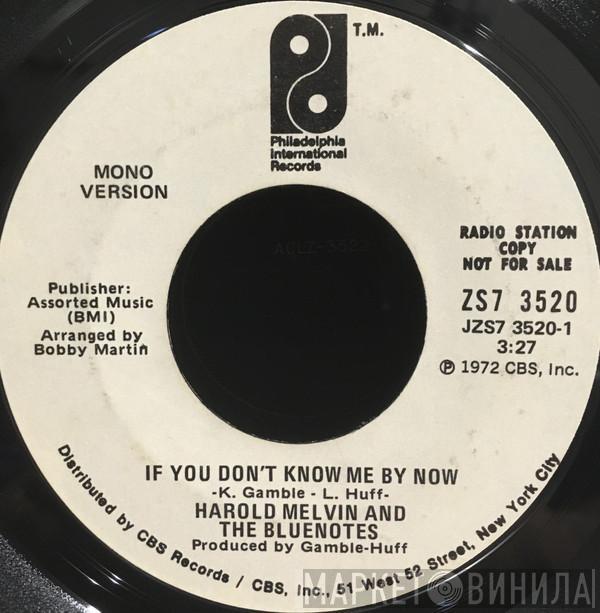 T.M.
Philadelphia
International
Records
MONO
VERSION
RADIO STATION
COPY
NOT FOR SALE
Publisher:
Assorted Music
(BMI)
Arranged by
Bobby Martin
ZS7 3520
JZS7 3520-1
3:27
Ⓟ 1972 CBS, Inc.
IF YOU DON'T KNOW ME BY NOW
-K. Gamble - L. Huff-
HAROLD MELVIN AND
THE BLUENOTES
Produced by Gamble-Huff
Distributed by CBS Records / CBS, Inc., 51 West 52 Street, New York City
МАРКЕТ ВИНИЛА